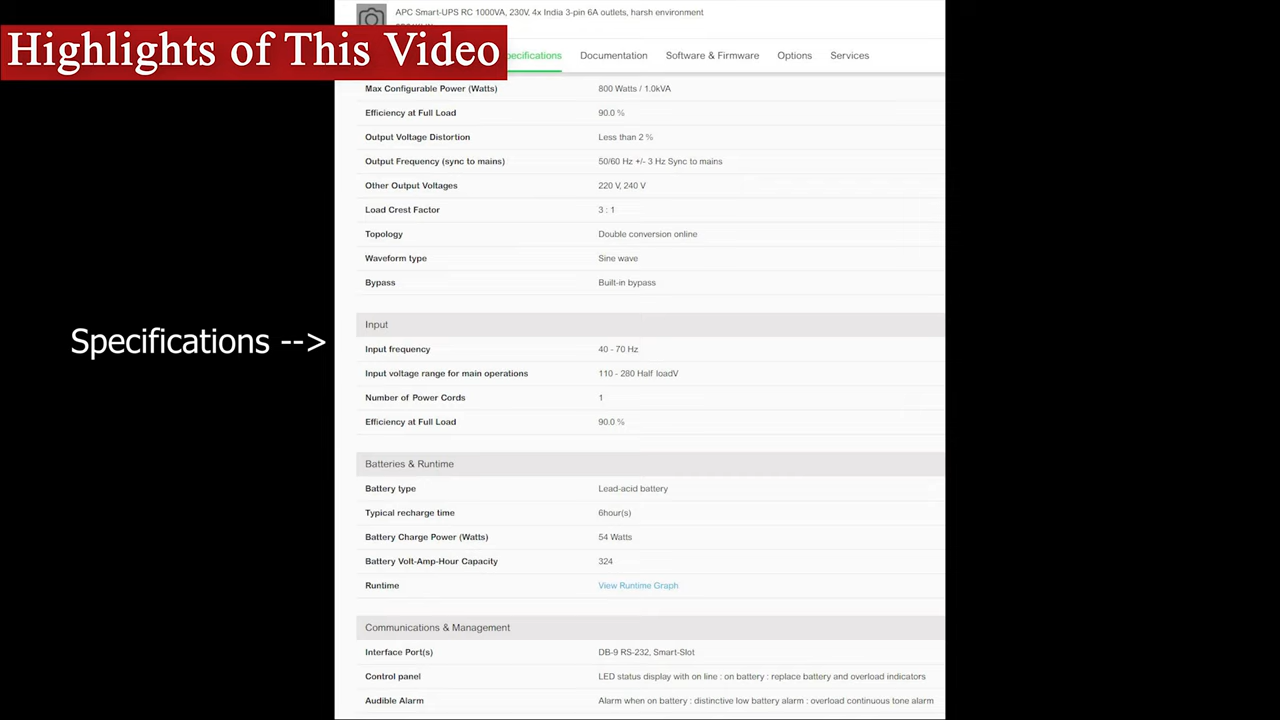 APC Smart-UPS RC 1000VA, 230V, 4x India 3-pin 6A outlets, harsh environment
Highlights of This Video
pecifications Documentation Software & Firmware Options Services
Max Configurable Power (Watts) 800 Watts / 1.0kVA
Efficiency at Full Load 90.0 %
Output Voltage Distortion Less than 2 %
Output Frequency (sync to mains) 50/60 Hz +/- 3 Hz Sync to mains
Other Output Voltages 220 V, 240 V
Load Crest Factor 3 : 1
Topology Double conversion online
Waveform type Sine wave
Bypass Built-in bypass
Input
Specifications -->
Input frequency 40 - 70 Hz
Input voltage range for main operations 110 - 280 Half loadV
Number of Power Cords 1
Efficiency at Full Load 90.0 %
Batteries & Runtime
Battery type Lead-acid battery
Typical recharge time 6hour(s)
Battery Charge Power (Watts) 54 Watts
Battery Volt-Amp-Hour Capacity 324
Runtime View Runtime Graph
Communications & Management
Interface Port(s) DB-9 RS-232, Smart-Slot
Control panel LED status display with on line : on battery : replace battery and overload indicators
Audible Alarm Alarm when on battery : distinctive low battery alarm : overload continuous tone alarm